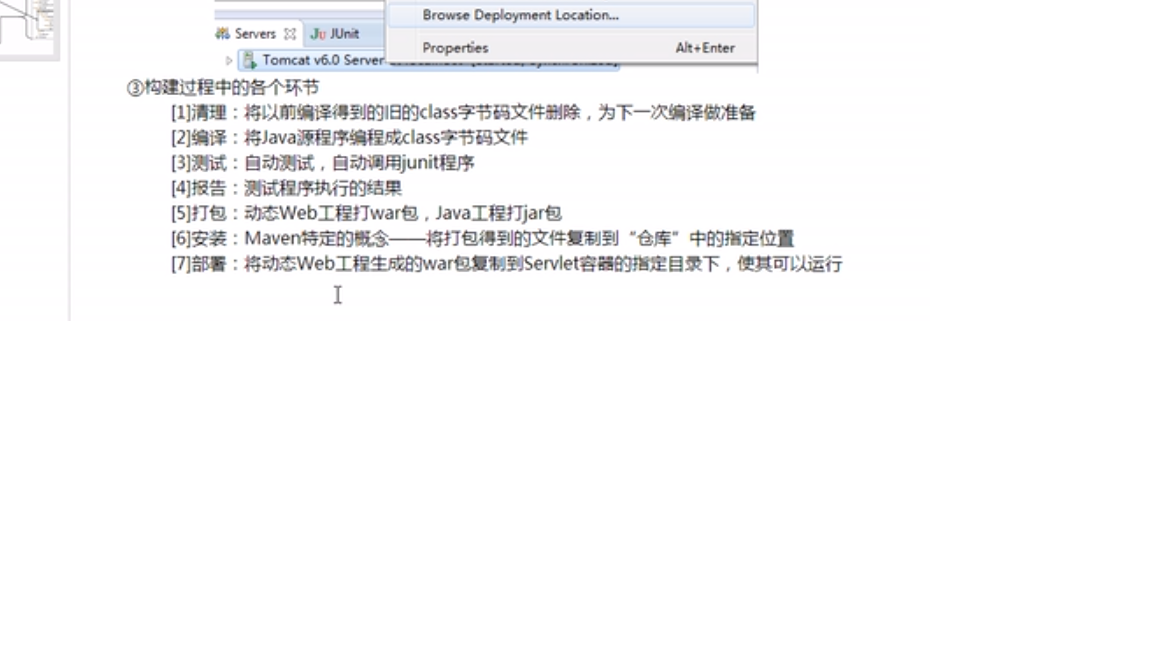 Browse Deployment Location...
Servers JUnit
Properties Alt+Enter
Tomcat v6.0 Server
③构建过程中的各个环节
[1]清理：将以前编译得到的旧的class字节码文件删除，为下一次编译做准备
[2]编译：将Java源程序编程成class字节码文件
[3]测试：自动测试，自动调用junit程序
[4]报告：测试程序执行的结果
[5]打包：动态Web工程打war包，Java工程打jar包
[6]安装：Maven特定的概念——将打包得到的文件复制到“仓库”中的指定位置
[7]部署：将动态Web工程生成的war包复制到Servlet容器的指定目录下，使其可以运行